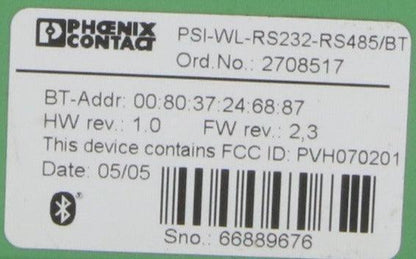 PHŒNIX CONTACT
PSI-WL-RS232-RS485/BT
Ord.No.: 2708517
BT-Addr: 00:80:37:24:68:87
HW rev.: 1.0 FW rev.: 2,3
This device contains FCC ID: PVH070201
Date: 05/05
Sno.: 66889676